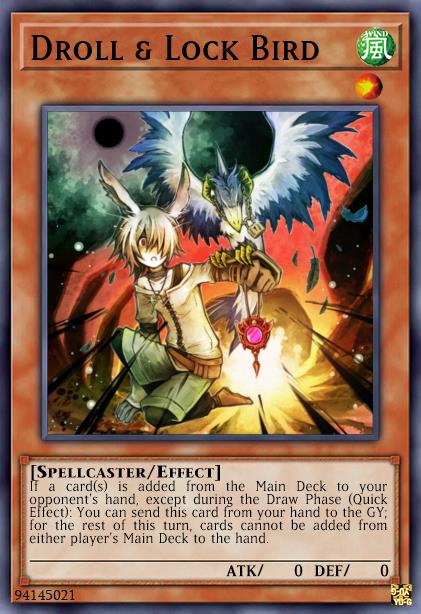 DROLL & LOCK BIRD
WIND
風
[SPELLCASTER/EFFECT]
If a card(s) is added from the Main Deck to your
opponent's hand, except during the Draw Phase (Quick
Effect): You can send this card from your hand to the GY;
for the rest of this turn, cards cannot be added from
either player's Main Deck to the hand.
ATK/ 0 DEF/ 0
94145021